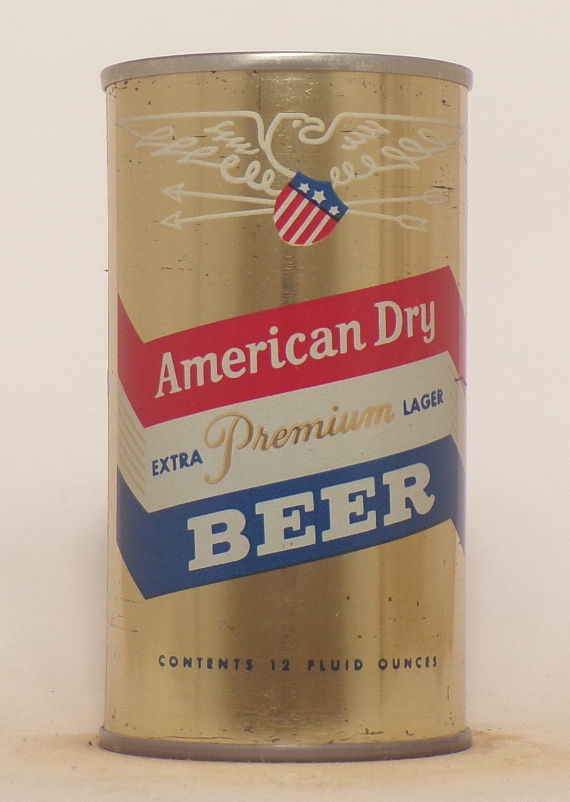 American Dry
EXTRA Premium LAGER
BEER
CONTENTS 12 FLUID OUNCES